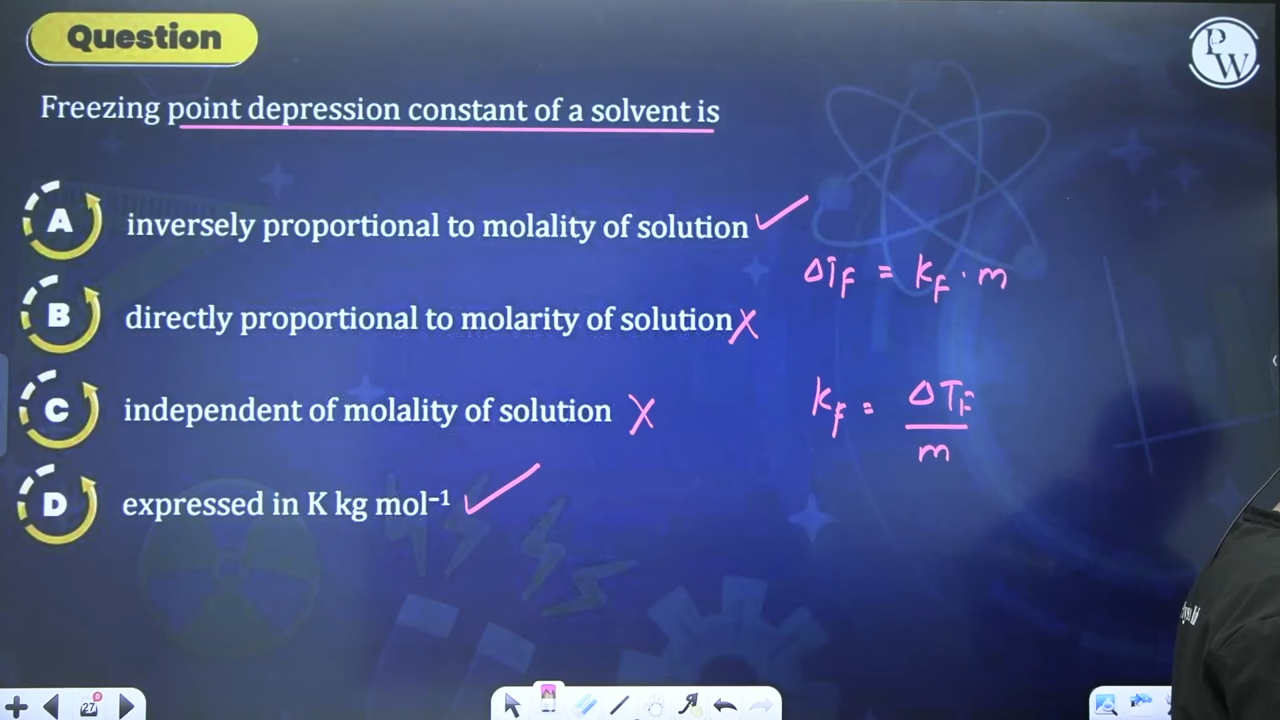 Question
PW
Freezing point depression constant of a solvent is
A inversely proportional to molality of solution ✓
ΔTF = kF · m
B directly proportional to molarity of solution X
C independent of molality of solution X
kF = ΔTF
m
D expressed in K kg mol⁻¹ ✓
27